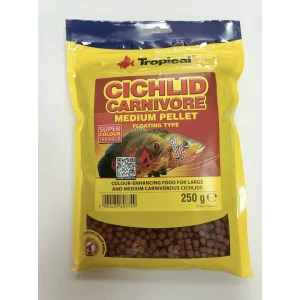 Tropical
CICHLID
CARNIVORE
MEDIUM PELLET
FLOATING TYPE
SUPER
COLOUR
ENHANCER
COLOUR-ENHANCING FOOD FOR LARGE
AND MEDIUM CARNIVOROUS CICHLIDS
250 g ℮